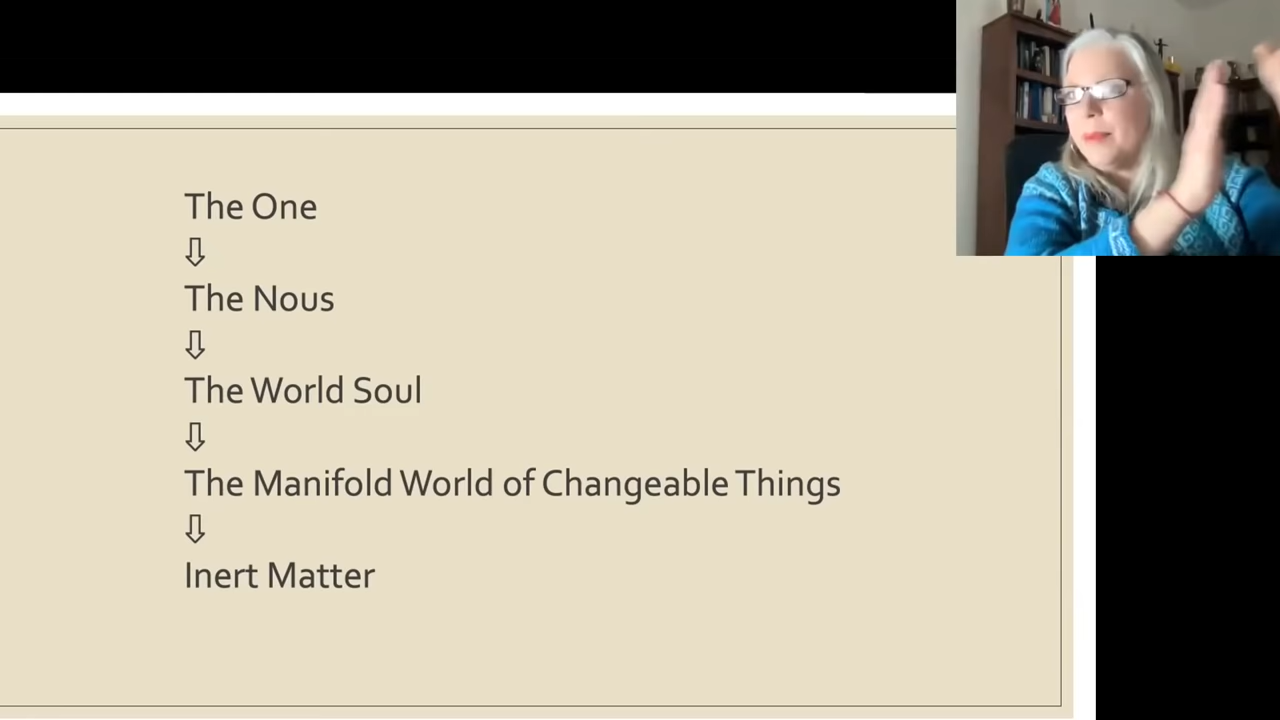 The One
⇩
The Nous
⇩
The World Soul
⇩
The Manifold World of Changeable Things
⇩
Inert Matter